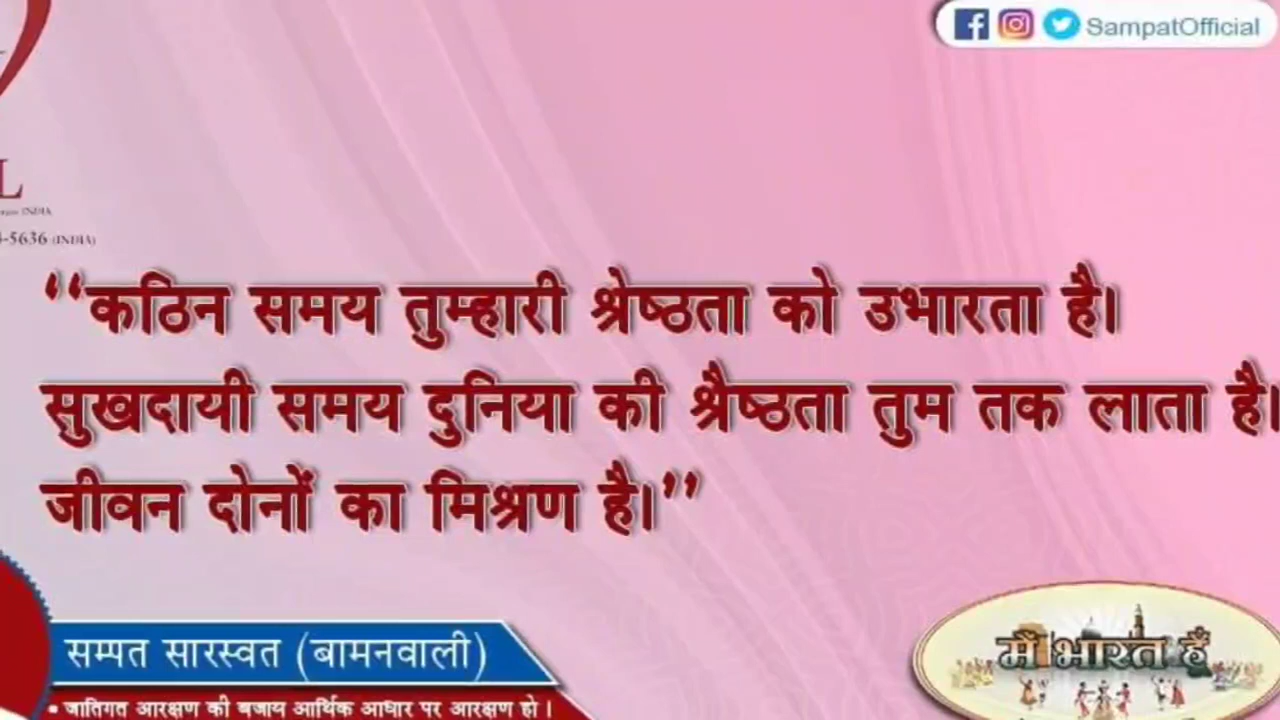 SampatOfficial
L
INDIA
-5636 (INDIA)
‘‘कठिन समय तुम्हारी श्रेष्ठता को उभारता है।
सुखदायी समय दुनिया की श्रैष्ठता तुम तक लाता है।
जीवन दोनों का मिश्रण है।’’
सम्पत सारस्वत (बामनवाली)
मैं भारत हूँ
• जातिगत आरक्षण की बजाय आर्थिक आधार पर आरक्षण हो।